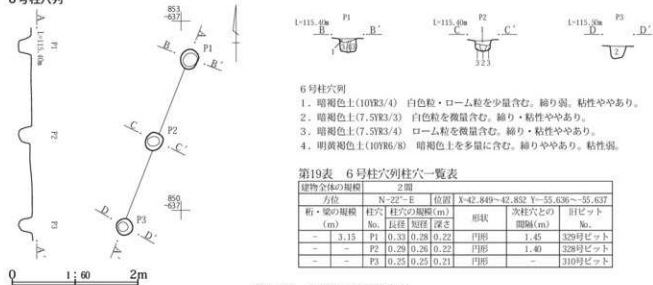 853
-637
A
B
P1
B'
C
P2
C'
850
-637
D
P3
D'
A'
A
L=115.40m
P1
P2
P3
A'
0 1:60 2m
L=115.40m P1
B B'
1
L=115.40m P2
C C'
3 2 3
L=115.50m P3
D D'
2
6号柱穴列
1. 暗褐色土(10YR3/4) 白色粒・ローム粒を少量含む。締り弱。粘性ややあり。
2. 暗褐色土(7.5YR3/3) 白色粒を微量含む。締り・粘性ややあり。
3. 暗褐色土(7.5YR3/4) ローム粒を微量含む。締り・粘性ややあり。
4. 明黄褐色土(10YR6/8) 暗褐色土を多量に含む。締りややあり。粘性弱。
第19表 6号柱穴列柱穴一覧表
建物全体の規模 2間
方位 N-22°-E 位置 X-42.849～-42.852 Y--55.636～-55.637
桁・梁の規模(m) 柱穴No. 柱穴の規模(m) 長径 短径 深さ 形状 次柱穴との間隔(m) 旧ピットNo.
- 3.15 P1 0.33 0.28 0.22 円形 1.45 329号ピット
- - P2 0.29 0.26 0.22 円形 1.40 328号ピット
- - P3 0.25 0.25 0.21 円形 - 310号ピット